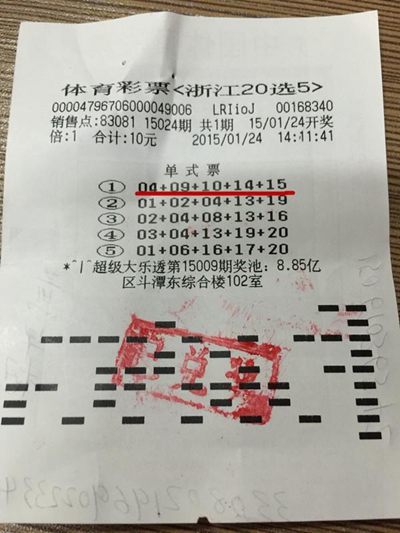 体育彩票<浙江20选5>
00004796706000049006 LRIioJ 00168340
销售点:83081 15024期 共1期 15/01/24开奖
倍:1 合计:10元 2015/01/24 14:11:41
单式票
① 04+09+10+14+15
② 01+02+04+13+19
③ 02+04+08+13+16
④ 03+04+13+19+20
⑤ 01+06+16+17+20
*^|^超级大乐透第15009期奖池: 8.85亿
区斗潭东综合楼102室
已兑奖